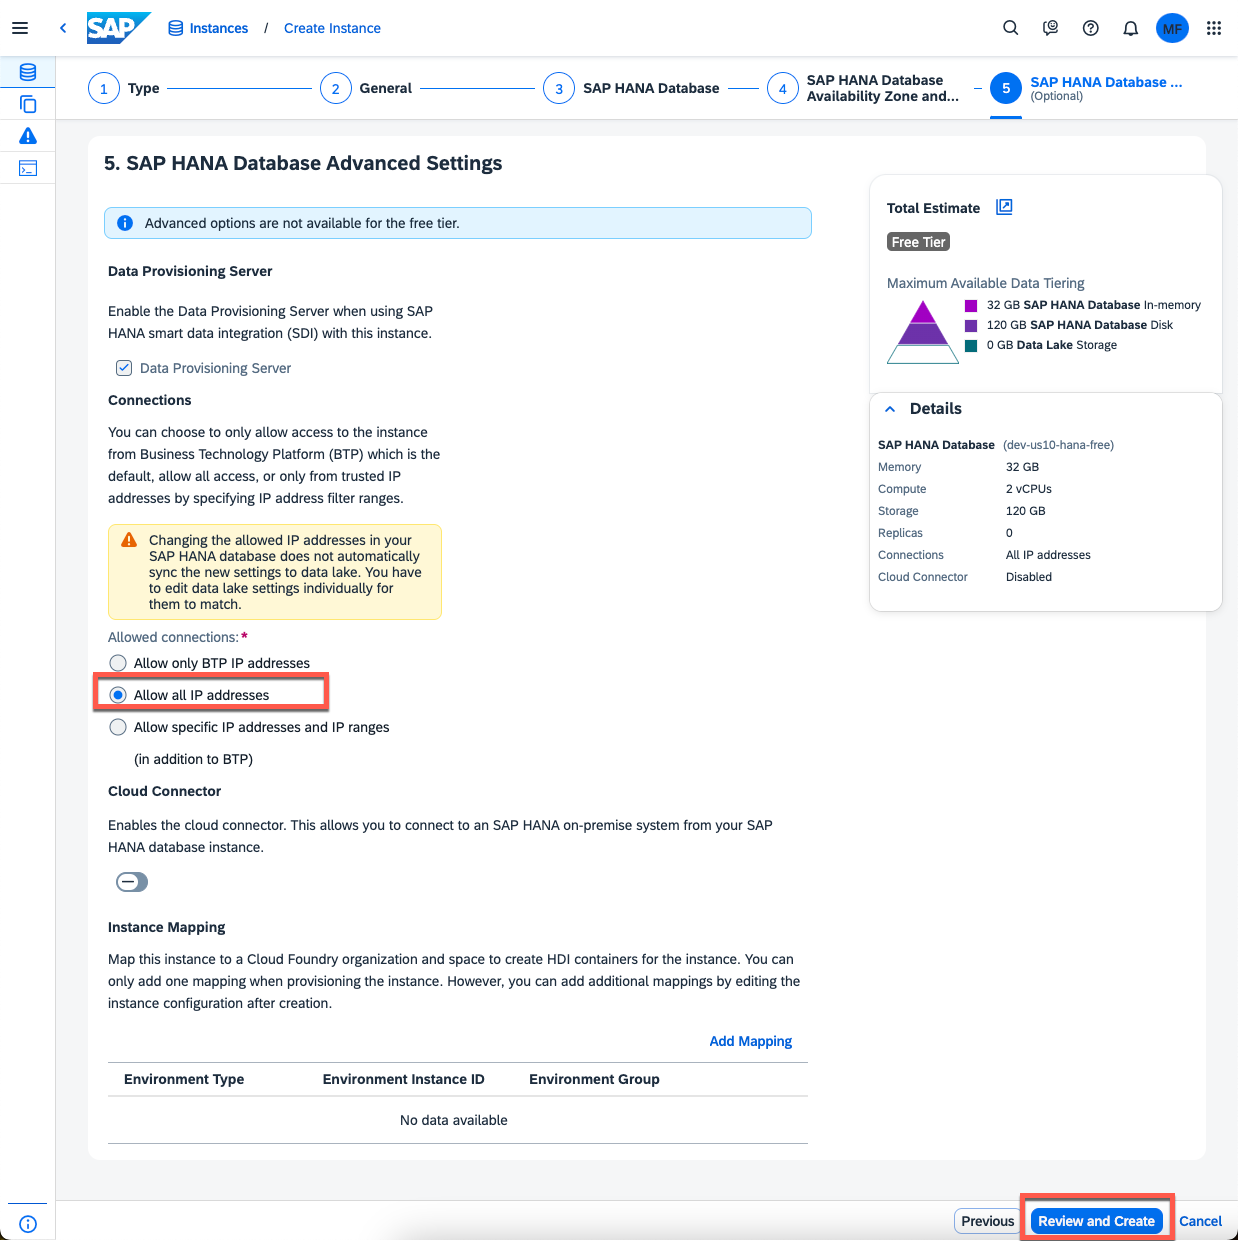 SAP
Instances / Create Instance
MF
1 Type
2 General
3 SAP HANA Database
4 SAP HANA Database
Availability Zone and...
5 SAP HANA Database ...
(Optional)
5. SAP HANA Database Advanced Settings
Advanced options are not available for the free tier.
Data Provisioning Server
Enable the Data Provisioning Server when using SAP
HANA smart data integration (SDI) with this instance.
Data Provisioning Server
Connections
You can choose to only allow access to the instance
from Business Technology Platform (BTP) which is the
default, allow all access, or only from trusted IP
addresses by specifying IP address filter ranges.
Changing the allowed IP addresses in your
SAP HANA database does not automatically
sync the new settings to data lake. You have
to edit data lake settings individually for
them to match.
Allowed connections:*
Allow only BTP IP addresses
Allow all IP addresses
Allow specific IP addresses and IP ranges
(in addition to BTP)
Cloud Connector
Enables the cloud connector. This allows you to connect to an SAP HANA on-premise system from your SAP
HANA database instance.
Instance Mapping
Map this instance to a Cloud Foundry organization and space to create HDI containers for the instance. You can
only add one mapping when provisioning the instance. However, you can add additional mappings by editing the
instance configuration after creation.
Add Mapping
Environment Type Environment Instance ID Environment Group
No data available
Total Estimate
Free Tier
Maximum Available Data Tiering
32 GB SAP HANA Database In-memory
120 GB SAP HANA Database Disk
0 GB Data Lake Storage
Details
SAP HANA Database (dev-us10-hana-free)
Memory 32 GB
Compute 2 vCPUs
Storage 120 GB
Replicas 0
Connections All IP addresses
Cloud Connector Disabled
Previous Review and Create Cancel